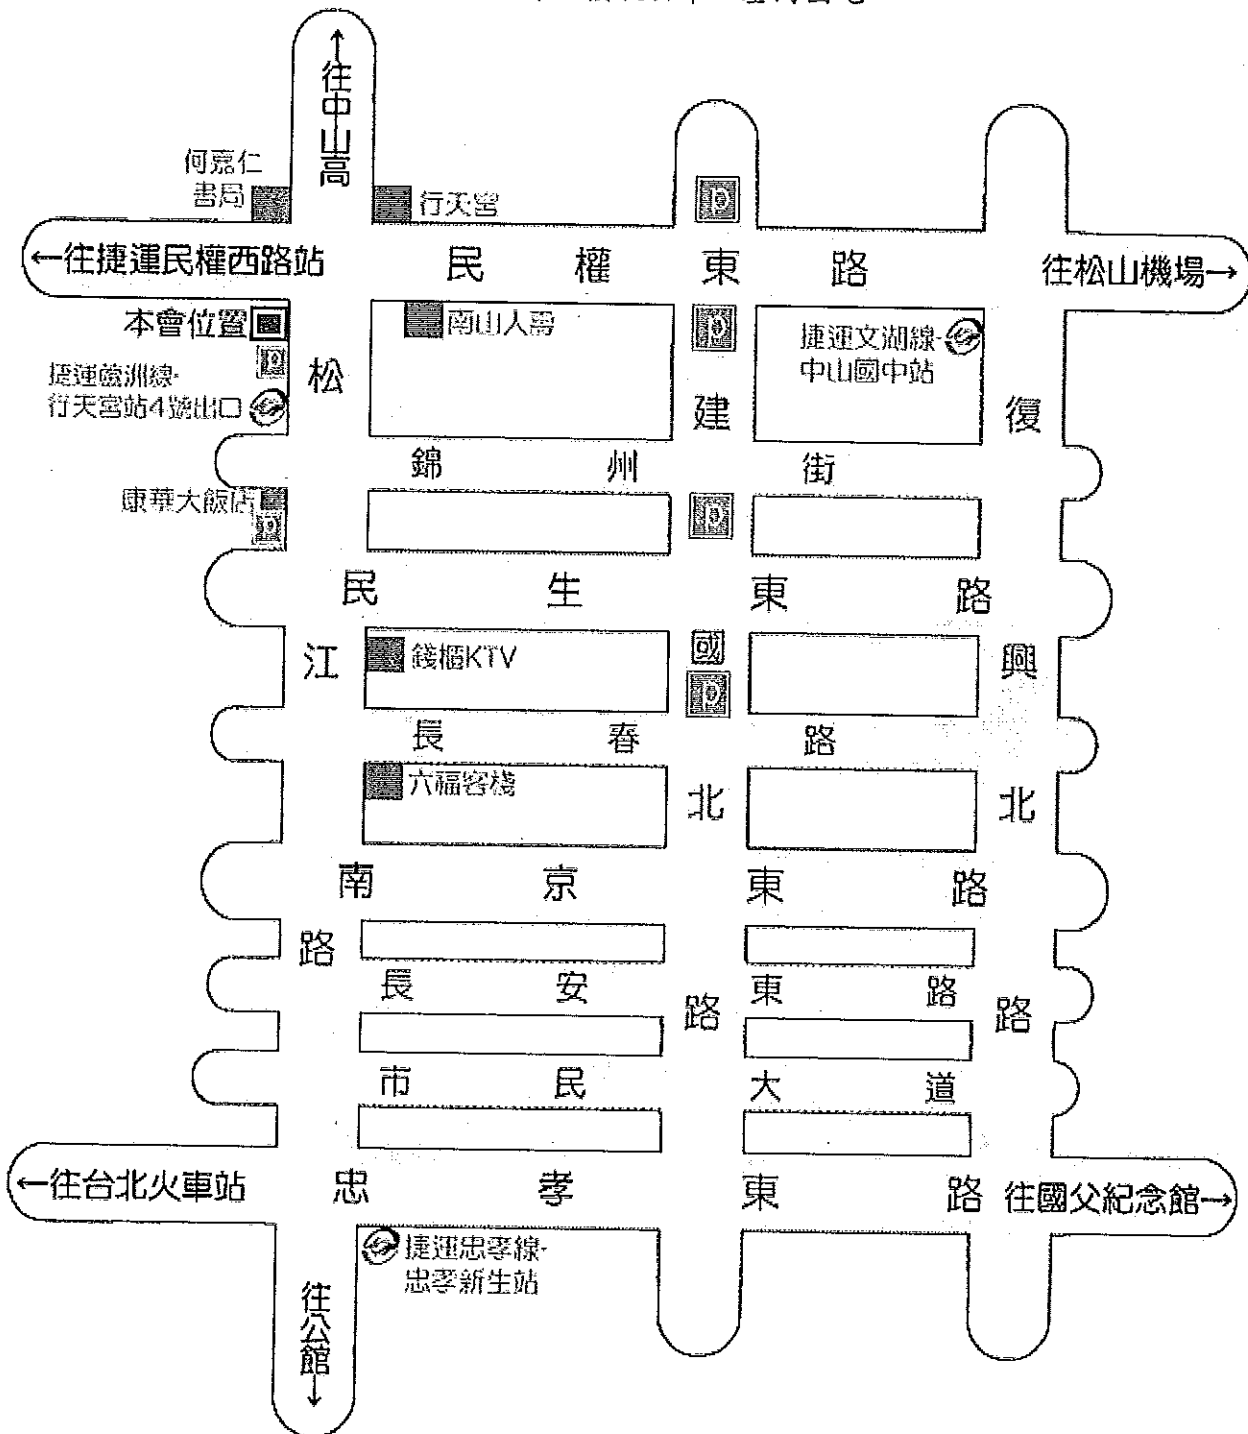 ↑往中山高
何嘉仁
書局
行天宮
P
←往捷運民權西路站
民權東路
往松山機場→
本會位置
南山人壽
P
捷運文湖線-
中山國中站
P
捷運蘆洲線-
行天宮站4號出口
松江路
建國北路
復興北路
錦州街
康華大飯店
P
P
民生東路
錢櫃KTV
P
長春路
六福客棧
南京東路
長安東路
市民大道
←往台北火車站
忠孝東路
往國父紀念館→
捷運忠孝線-
忠孝新生站
往公館↓